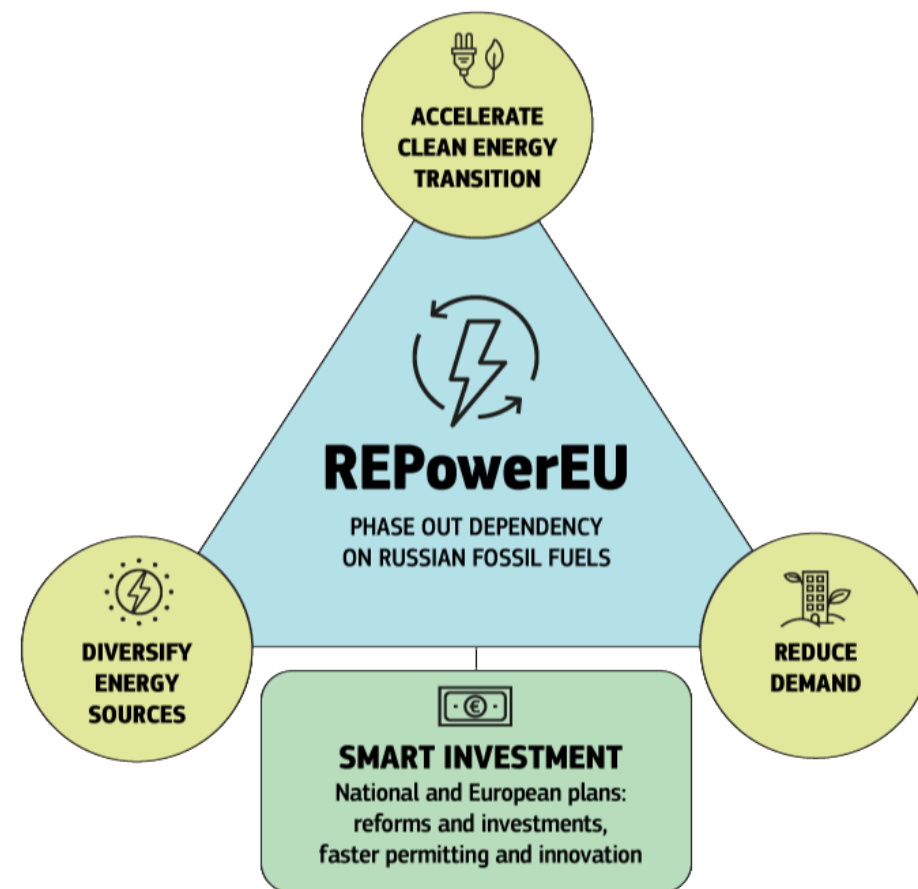 ACCELERATE
CLEAN ENERGY
TRANSITION
REPowerEU
PHASE OUT DEPENDENCY
ON RUSSIAN FOSSIL FUELS
DIVERSIFY
ENERGY
SOURCES
REDUCE
DEMAND
€
SMART INVESTMENT
National and European plans:
reforms and investments,
faster permitting and innovation